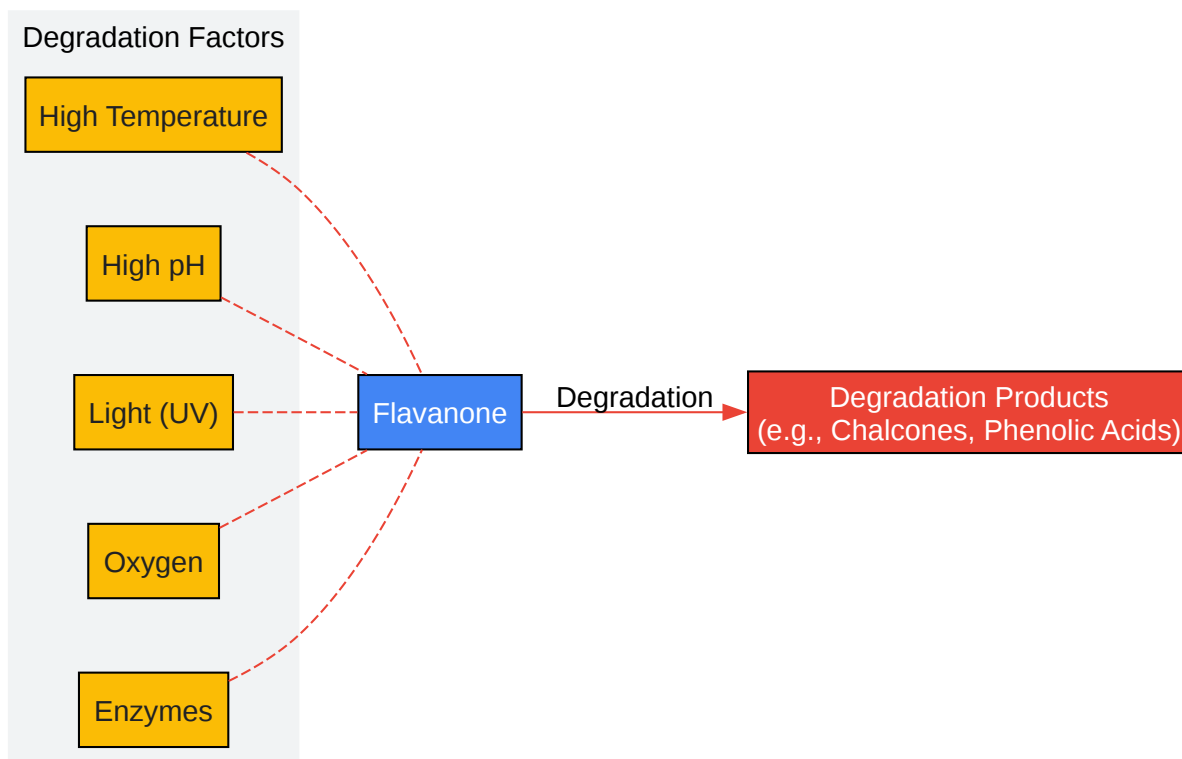 Degradation Factors
High Temperature
High pH
Light (UV)
Oxygen
Enzymes
Flavanone
Degradation
Degradation Products
(e.g., Chalcones, Phenolic Acids)